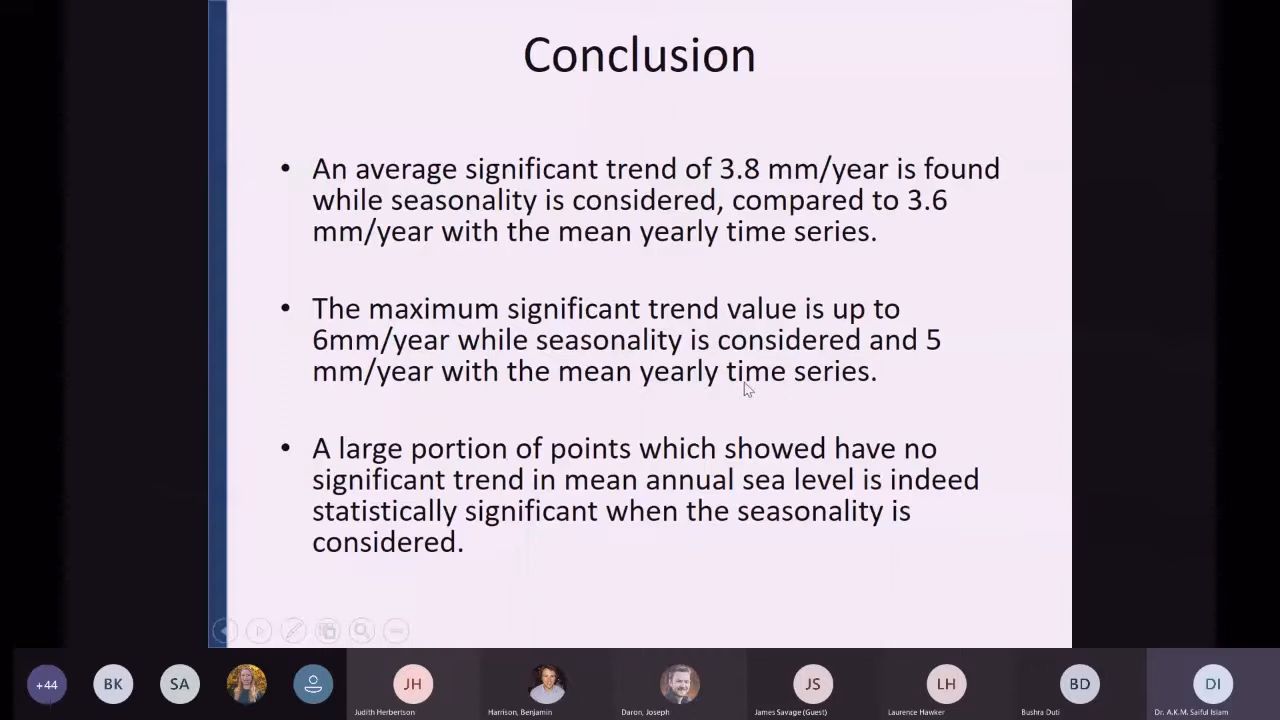 Conclusion
• An average significant trend of 3.8 mm/year is found
while seasonality is considered, compared to 3.6
mm/year with the mean yearly time series.
• The maximum significant trend value is up to
6mm/year while seasonality is considered and 5
mm/year with the mean yearly time series.
• A large portion of points which showed have no
significant trend in mean annual sea level is indeed
statistically significant when the seasonality is
considered.
+44
BK
SA
JH
JS
LH
BD
DI
Judith Herbertson
Harrison, Benjamin
Daron, Joseph
James Savage (Guest)
Laurence Hawker
Bushra Duti
Dr. A.K.M. Saiful Islam